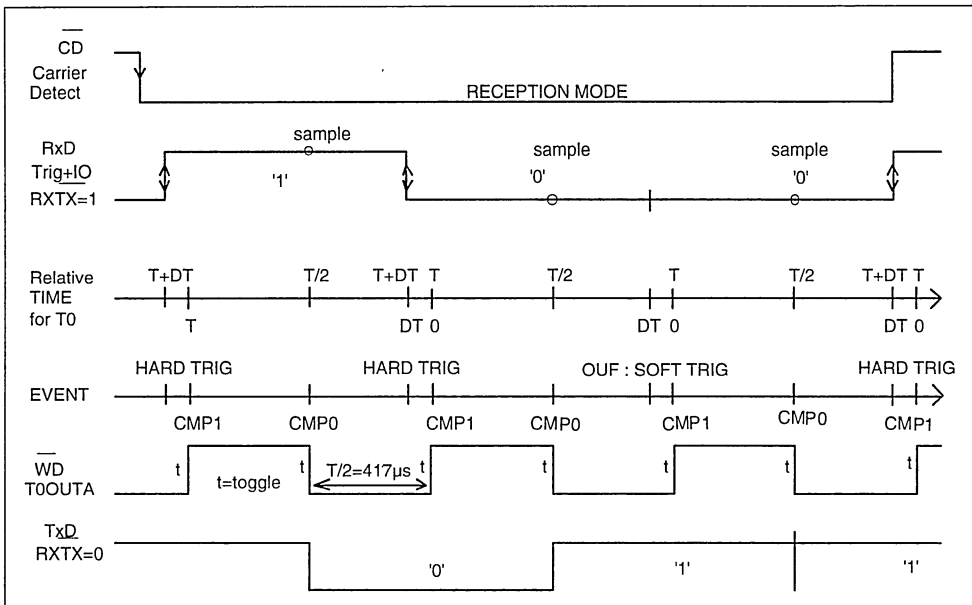 CD
Carrier
Detect
RECEPTION MODE
RxD
Trig+IO
RXTX=1
sample
'1'
sample
'0'
sample
'0'
Relative
TIME
for T0
T+DT T T/2 T+DT T T/2 T T/2 T+DT T
T DT 0 DT 0 DT 0
EVENT
HARD TRIG HARD TRIG OUF : SOFT TRIG HARD TRIG
CMP1 CMP0 CMP1 CMP0 CMP1 CMP0 CMP1
WD
T0OUTA
t t=toggle t T/2=417µs t t t t t
TxD
RXTX=0
'0' '1' '1'